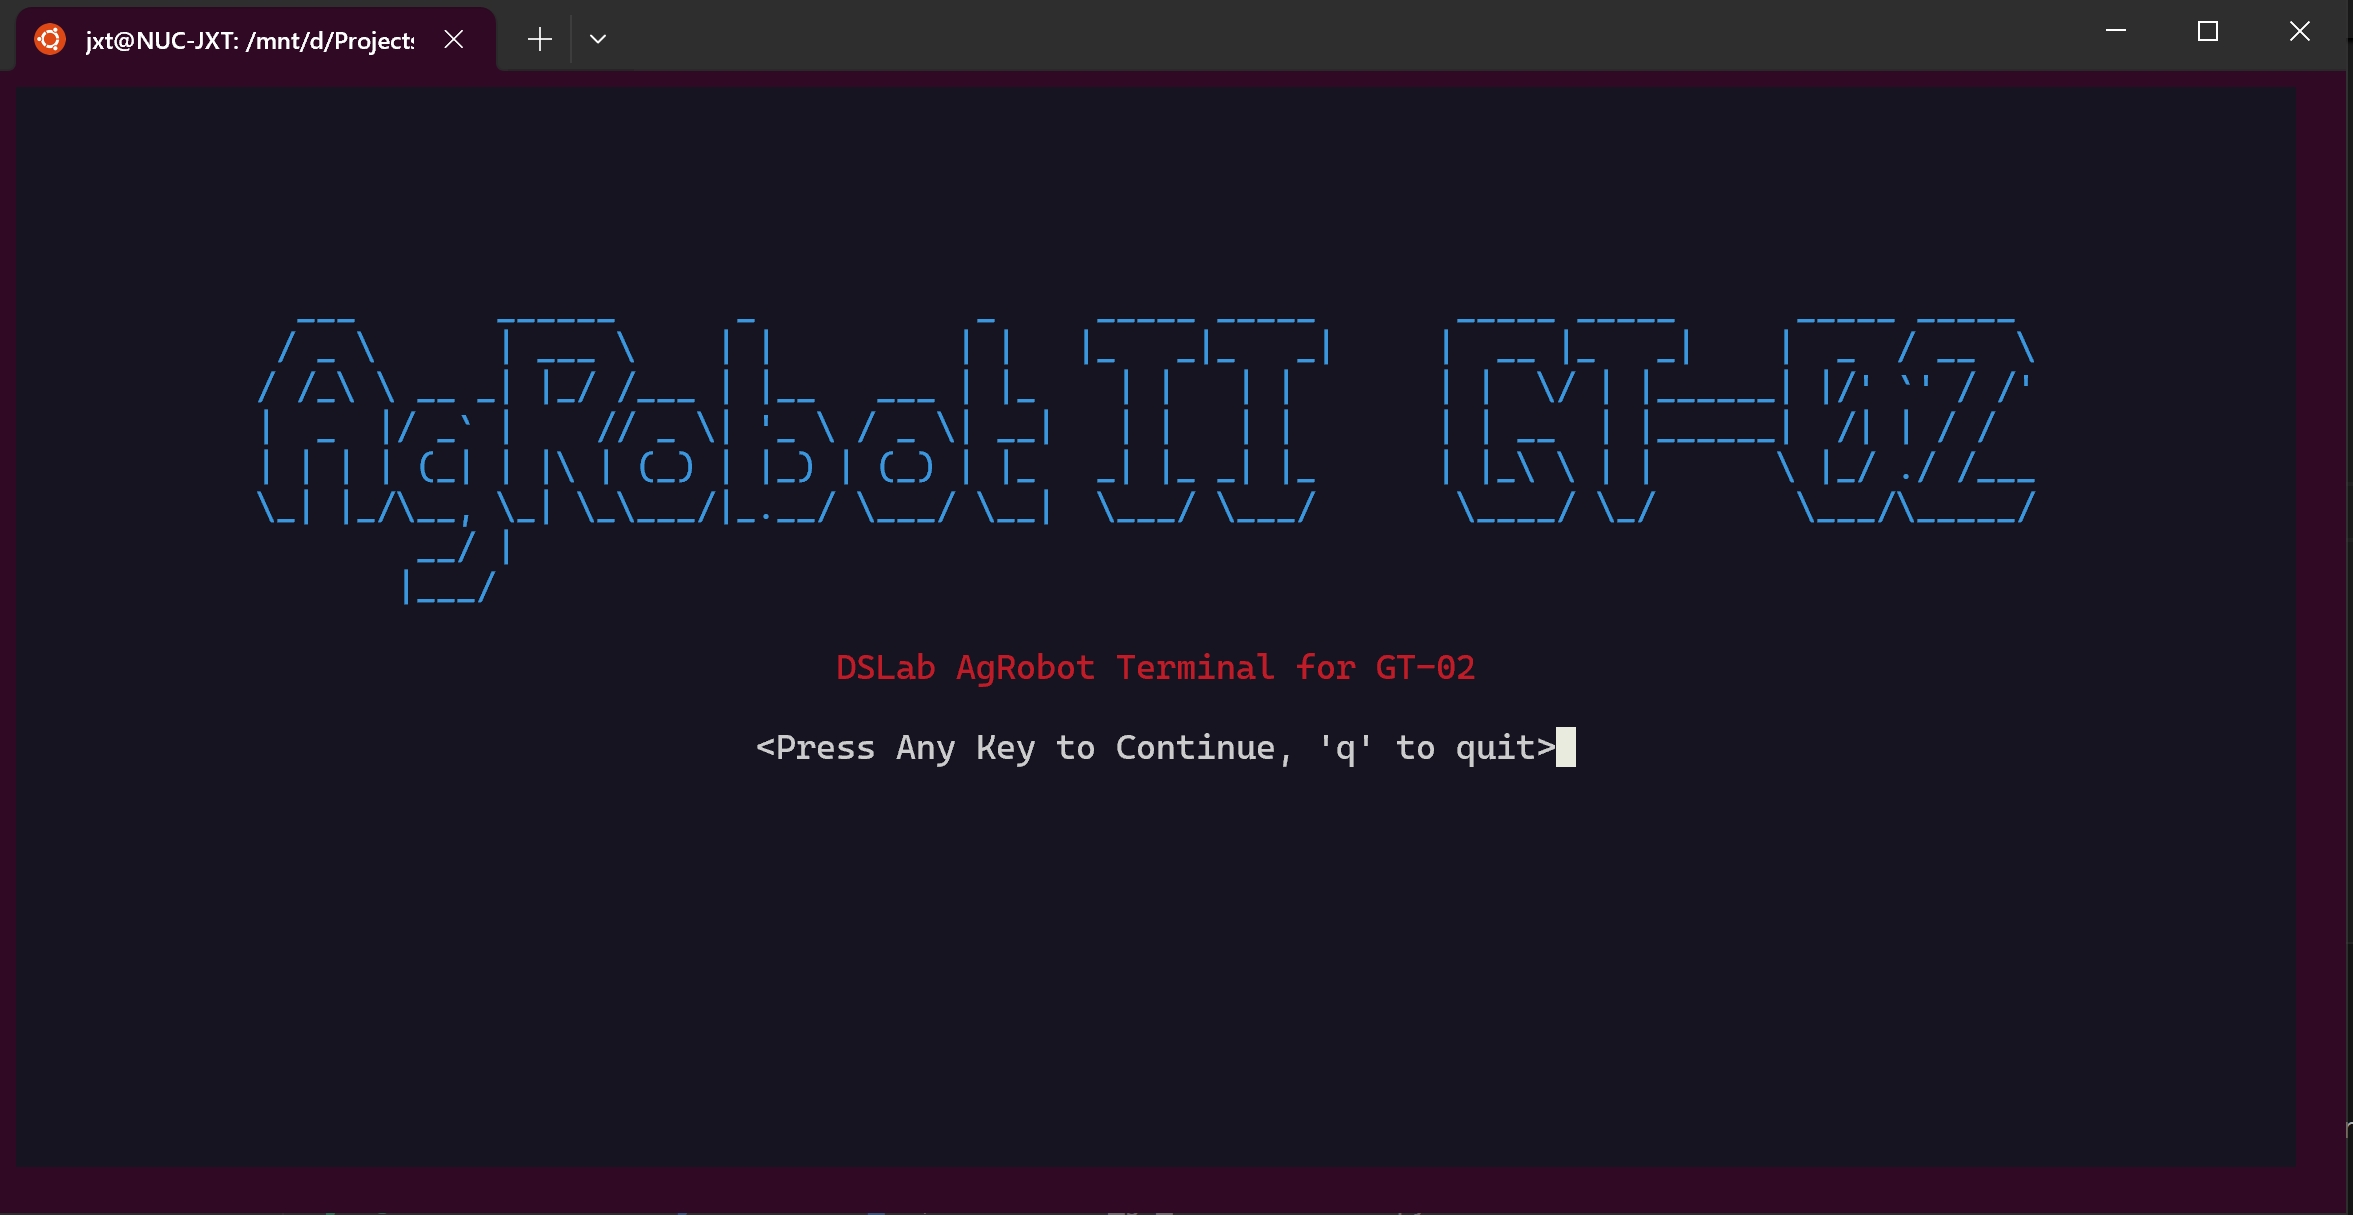 jxt@NUC-JXT: /mnt/d/Projects
AgRobot II GT-02
DSLab AgRobot Terminal for GT-02
<Press Any Key to Continue, 'q' to quit>